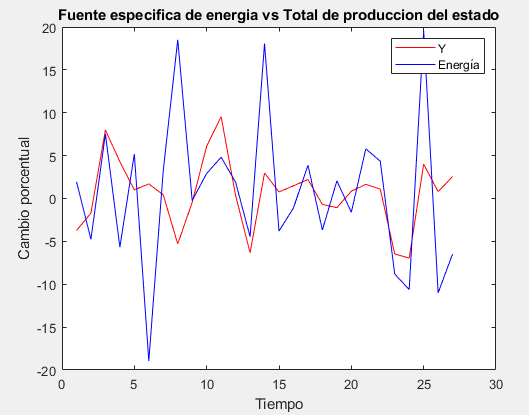 Fuente especifica de energia vs Total de produccion del estado
Y
Energía
Cambio porcentual
20
15
10
5
0
-5
-10
-15
-20
0 5 10 15 20 25 30
Tiempo